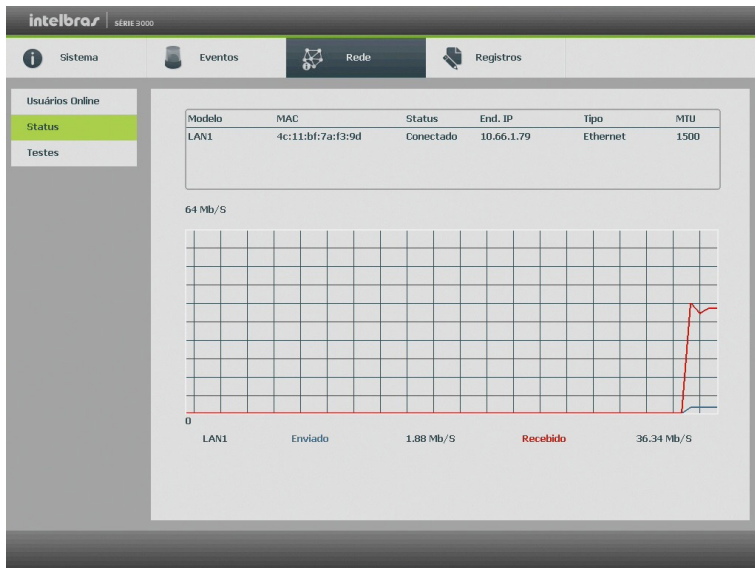 intelbras SÉRIE 3000
Sistema Eventos Rede Registros
Usuários Online
Status
Testes
Modelo MAC Status End. IP Tipo MTU
LAN1 4c:11:bf:7a:f3:9d Conectado 10.66.1.79 Ethernet 1500
64 Mb/S
0
LAN1 Enviado 1.88 Mb/S Recebido 36.34 Mb/S